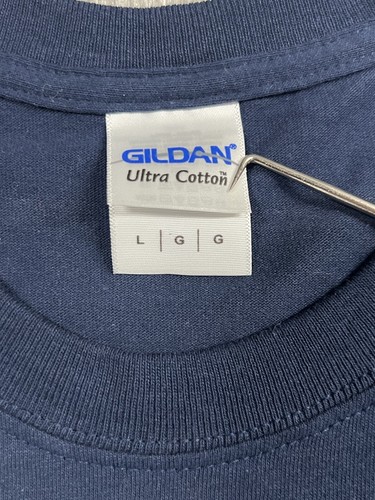 GILDAN®
Ultra Cotton™
L | G | G